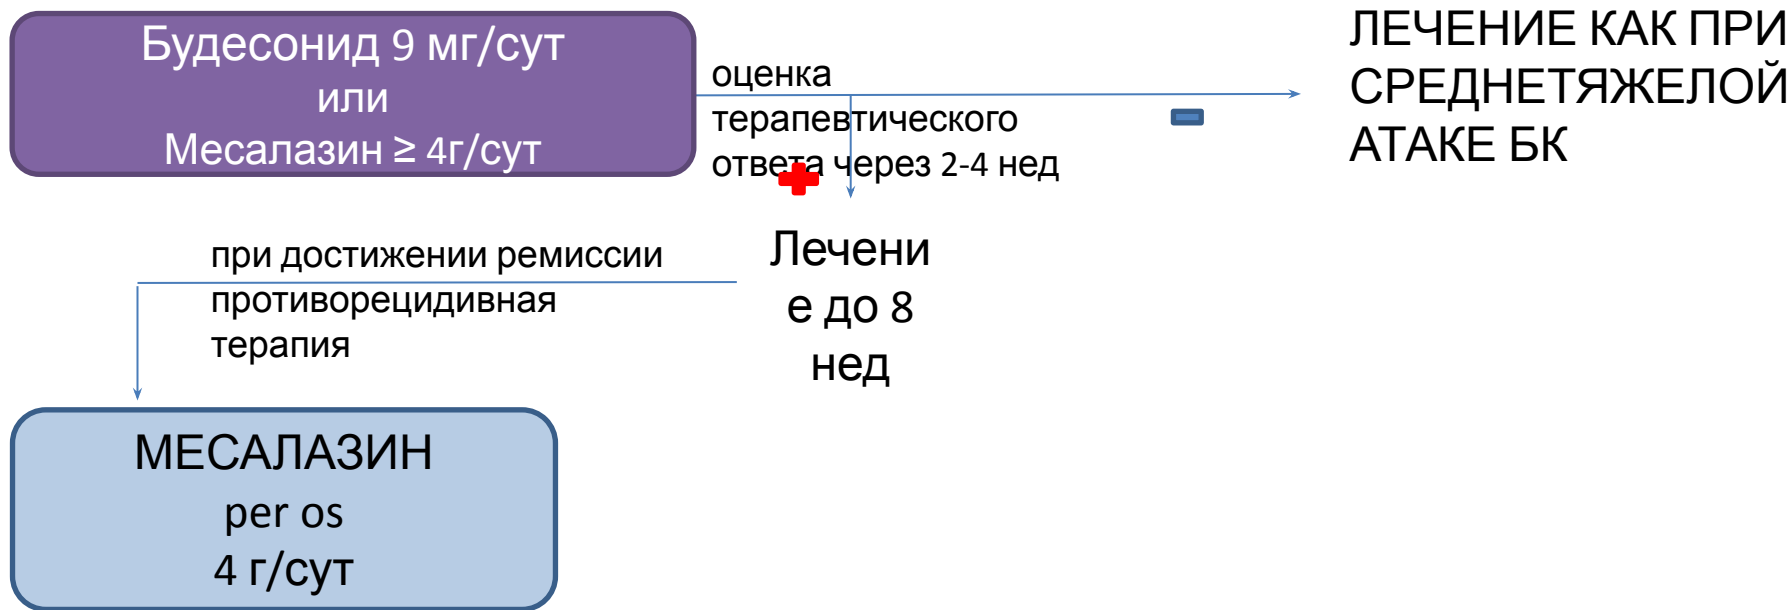 Будесонид 9 мг/сут
или
Месалазин ≥ 4г/сут
оценка
терапевтического
ответа через 2-4 нед
ЛЕЧЕНИЕ КАК ПРИ
СРЕДНЕТЯЖЕЛОЙ
АТАКЕ БК
при достижении ремиссии
противорецидивная
терапия
Лечени
е до 8
нед
МЕСАЛАЗИН
per os
4 г/сут